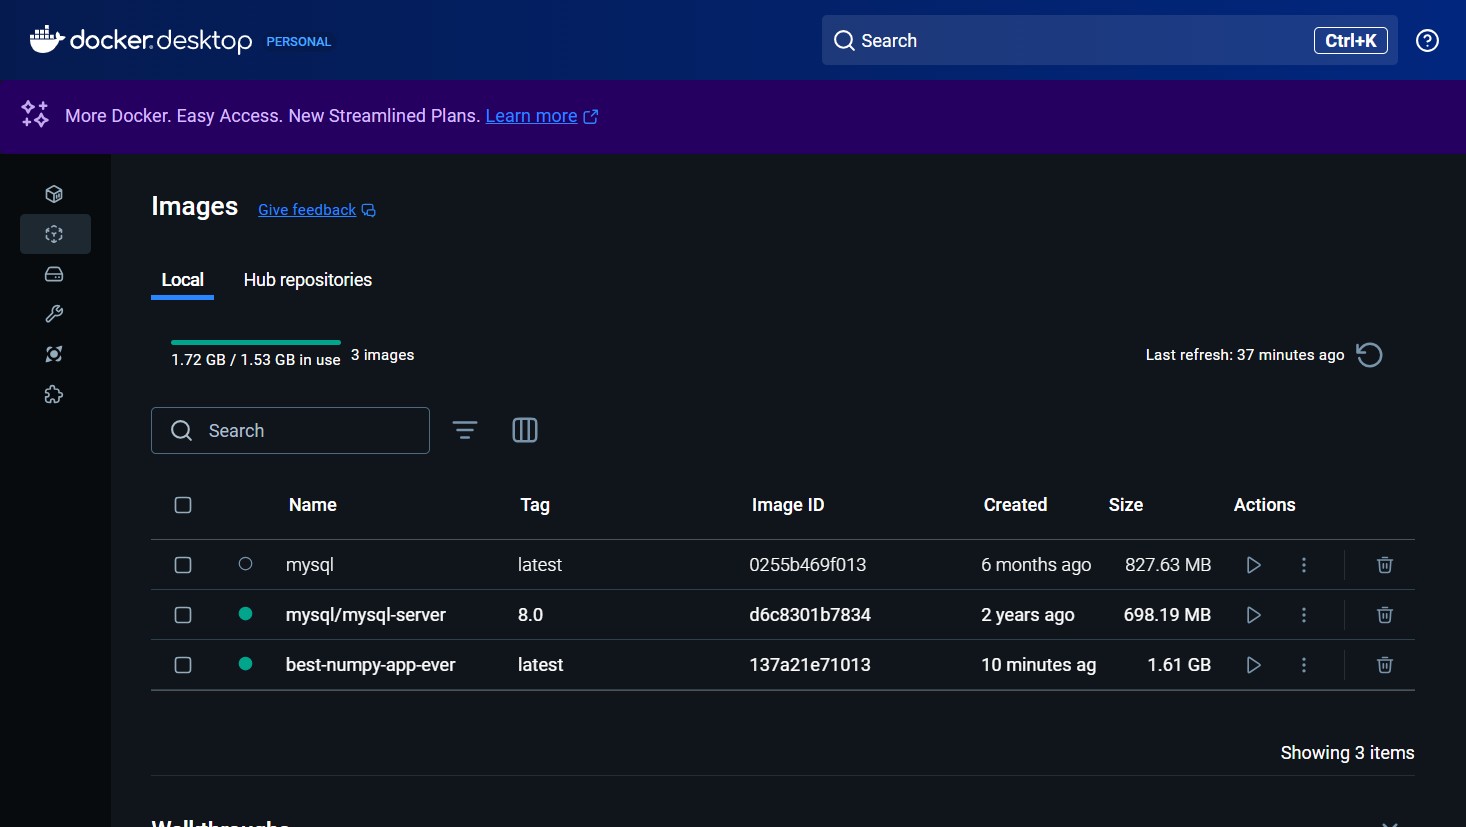 docker.desktop PERSONAL
Search
Ctrl+K
More Docker. Easy Access. New Streamlined Plans. Learn more
Images Give feedback
Local Hub repositories
1.72 GB / 1.53 GB in use 3 images
Last refresh: 37 minutes ago
Search
Name Tag Image ID Created Size Actions
mysql latest 0255b469f013 6 months ago 827.63 MB
mysql/mysql-server 8.0 d6c8301b7834 2 years ago 698.19 MB
best-numpy-app-ever latest 137a21e71013 10 minutes ag 1.61 GB
Showing 3 items
Walkthroughs